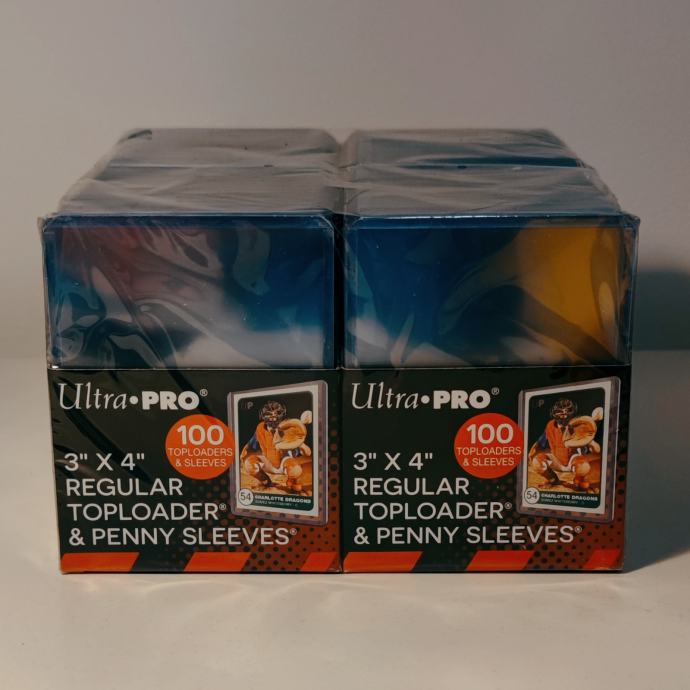 Ultra•PRO®
100
TOPLOADERS
& SLEEVES
3" X 4"
REGULAR
TOPLOADER®
& PENNY SLEEVES®
54
CHARLOTTE DRAGONS
Ultra•PRO®
100
TOPLOADERS
& SLEEVES
3" X 4"
REGULAR
TOPLOADER®
& PENNY SLEEVES®
54
CHARLOTTE DRAGONS